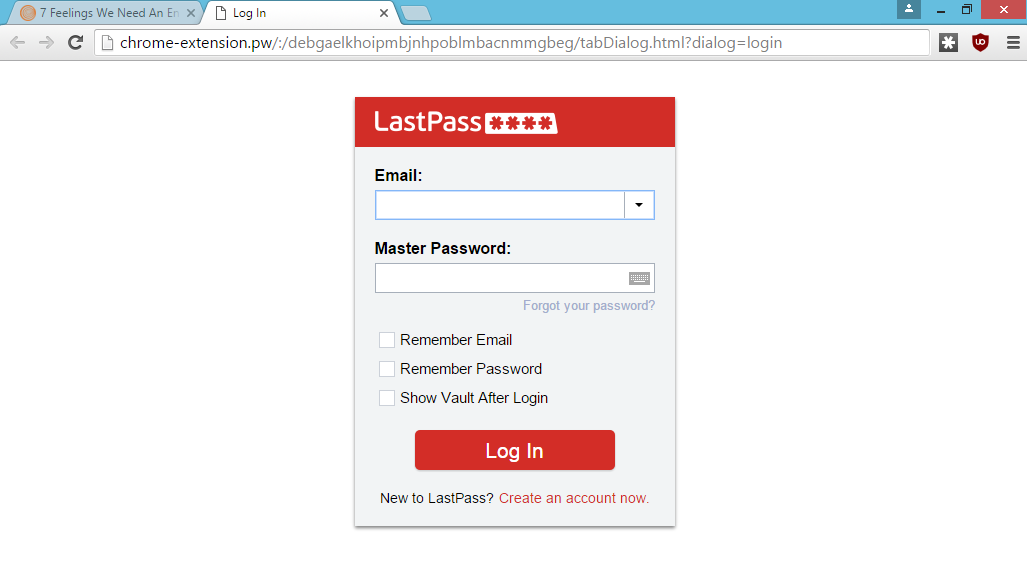 7 Feelings We Need An En
Log In
chrome-extension.pw/:/debgaelkhoipmbjnhpoblmbacnmmgbeg/tabDialog.html?dialog=login
LastPass ****
Email:
Master Password:
Forgot your password?
Remember Email
Remember Password
Show Vault After Login
Log In
New to LastPass? Create an account now.